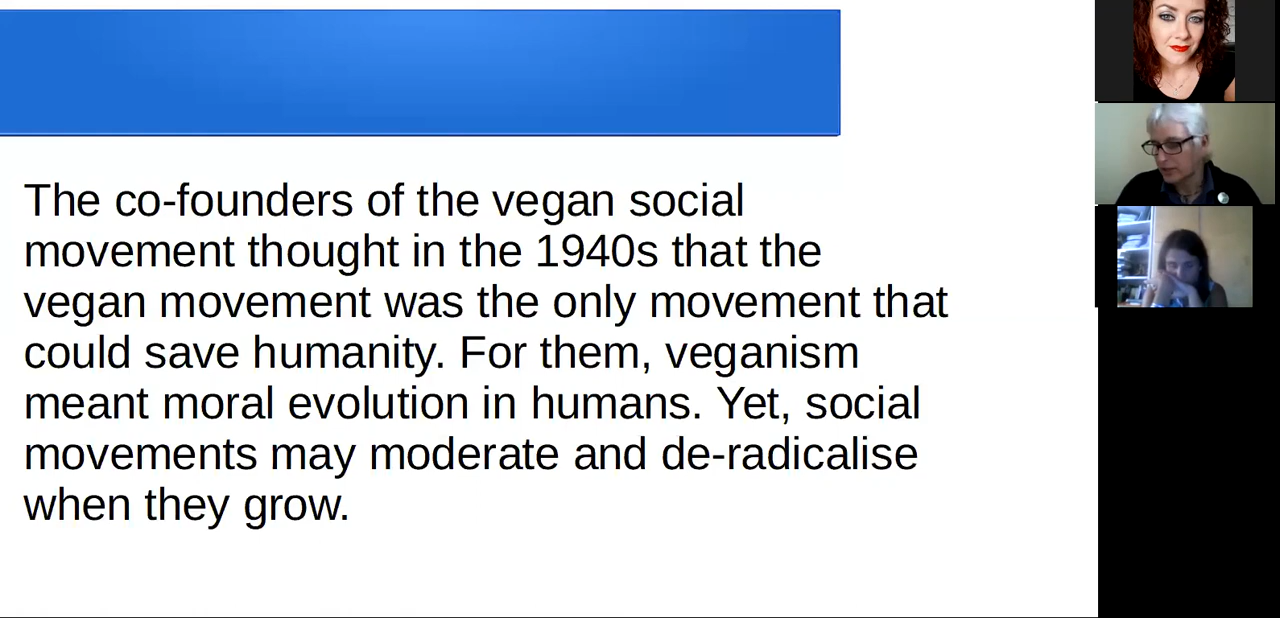 The co-founders of the vegan social
movement thought in the 1940s that the
vegan movement was the only movement that
could save humanity. For them, veganism
meant moral evolution in humans. Yet, social
movements may moderate and de-radicalise
when they grow.